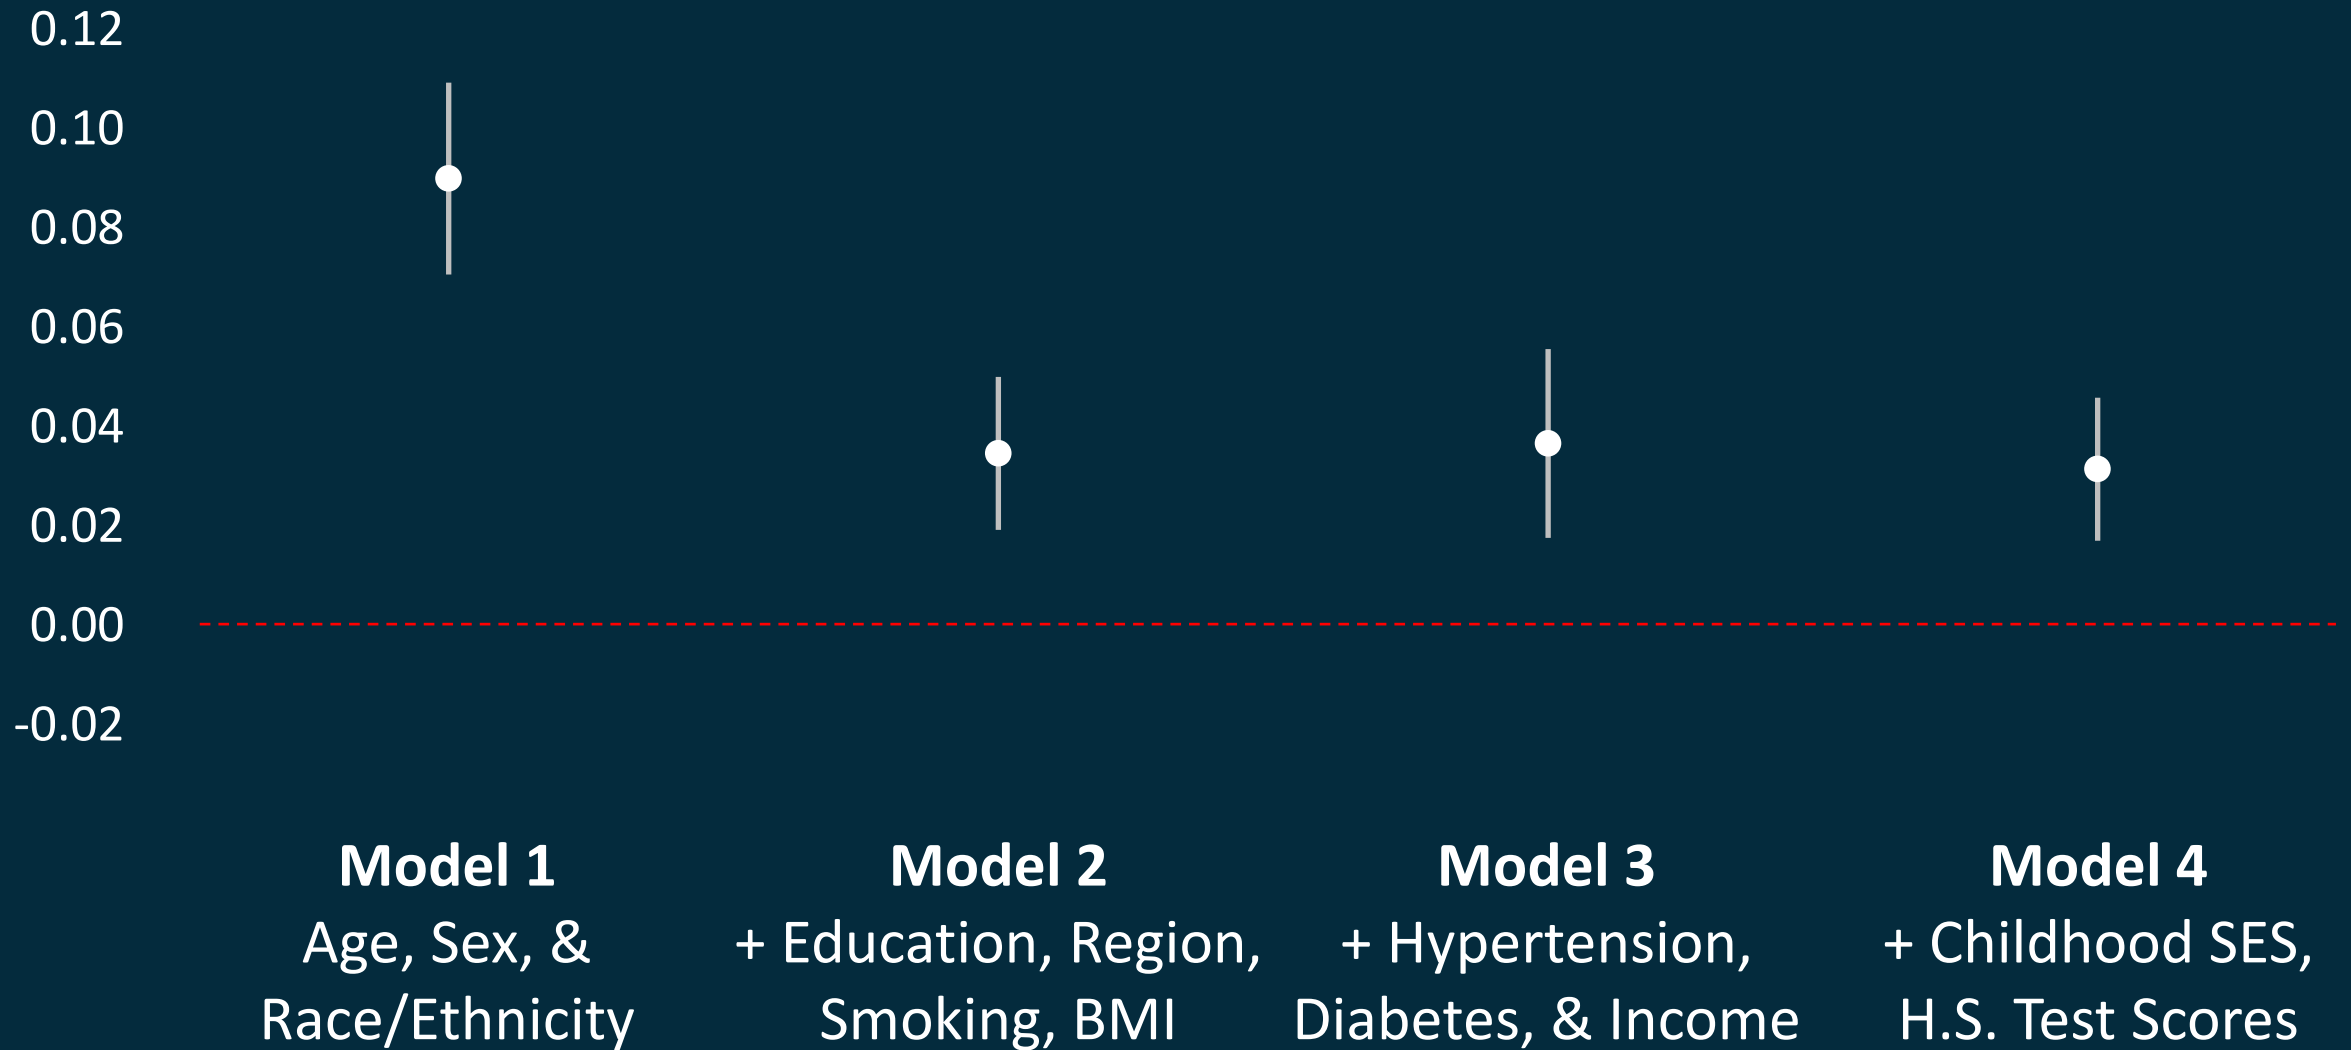 0.12
0.10
0.08
0.06
0.04
0.02
0.00
-0.02
Model 1
Age, Sex, &
Race/Ethnicity
Model 2
+ Education, Region,
Smoking, BMI
Model 3
+ Hypertension,
Diabetes, & Income
Model 4
+ Childhood SES,
H.S. Test Scores